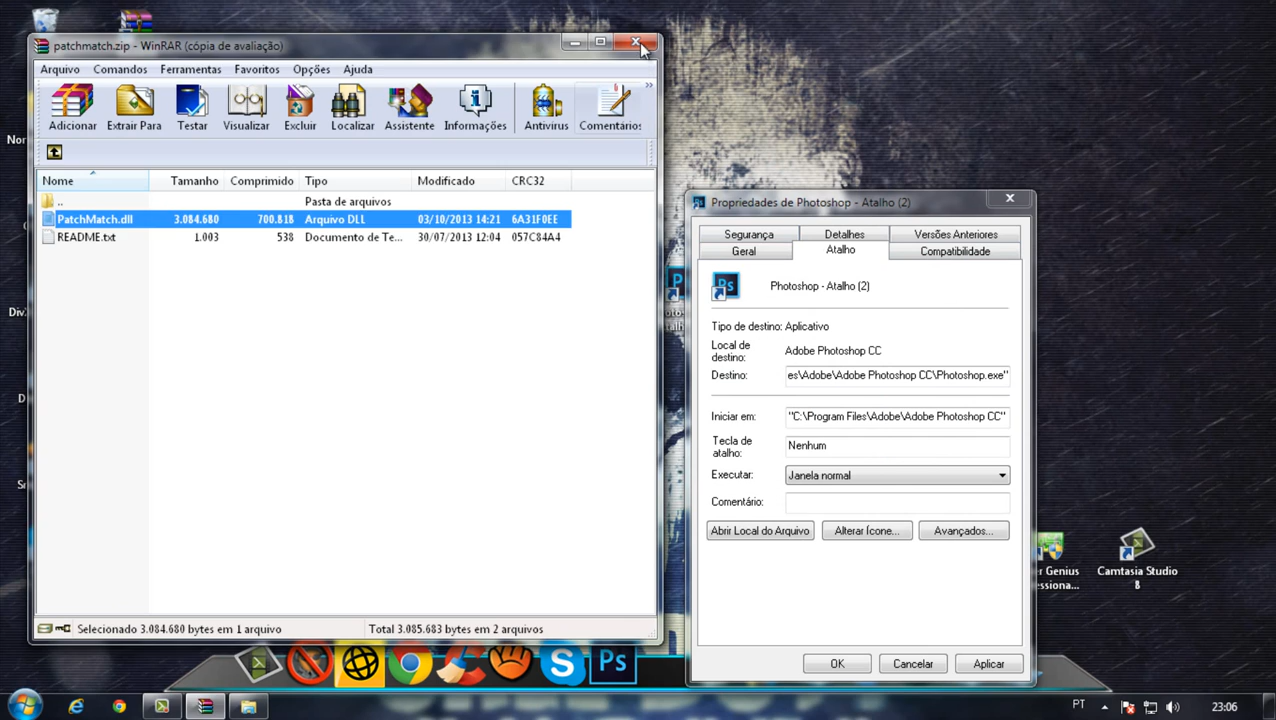 patchmatch.zip - WinRAR (cópia de avaliação)
Arquivo Comandos Ferramentas Favoritos Opções Ajuda
Adicionar Extrair Para Testar Visualizar Excluir Localizar Assistente Informações Antivírus Comentários
Nome Tamanho Comprimido Tipo Modificado CRC32
.. Pasta de arquivos
PatchMatch.dll 3.084.680 700.818 Arquivo DLL 03/10/2013 14:21 6A31F0EE
README.txt 1.003 538 Documento de Te... 30/07/2013 12:04 057C84A4
Selecionado 3.084.680 bytes em 1 arquivo Total 3.085.683 bytes em 2 arquivos
Propriedades de Photoshop - Atalho (2)
Segurança Detalhes Versões Anteriores
Geral Atalho Compatibilidade
Ps Photoshop - Atalho (2)
Tipo de destino: Aplicativo
Local de destino: Adobe Photoshop CC
Destino: es\Adobe\Adobe Photoshop CC\Photoshop.exe"
Iniciar em: "C:\Program Files\Adobe\Adobe Photoshop CC"
Tecla de atalho: Nenhum
Executar: Janela normal
Comentário:
Abrir Local do Arquivo Alterar Ícone... Avançados...
OK Cancelar Aplicar
er Genius
essiona...
Camtasia Studio
8
Ps
PT 23:06